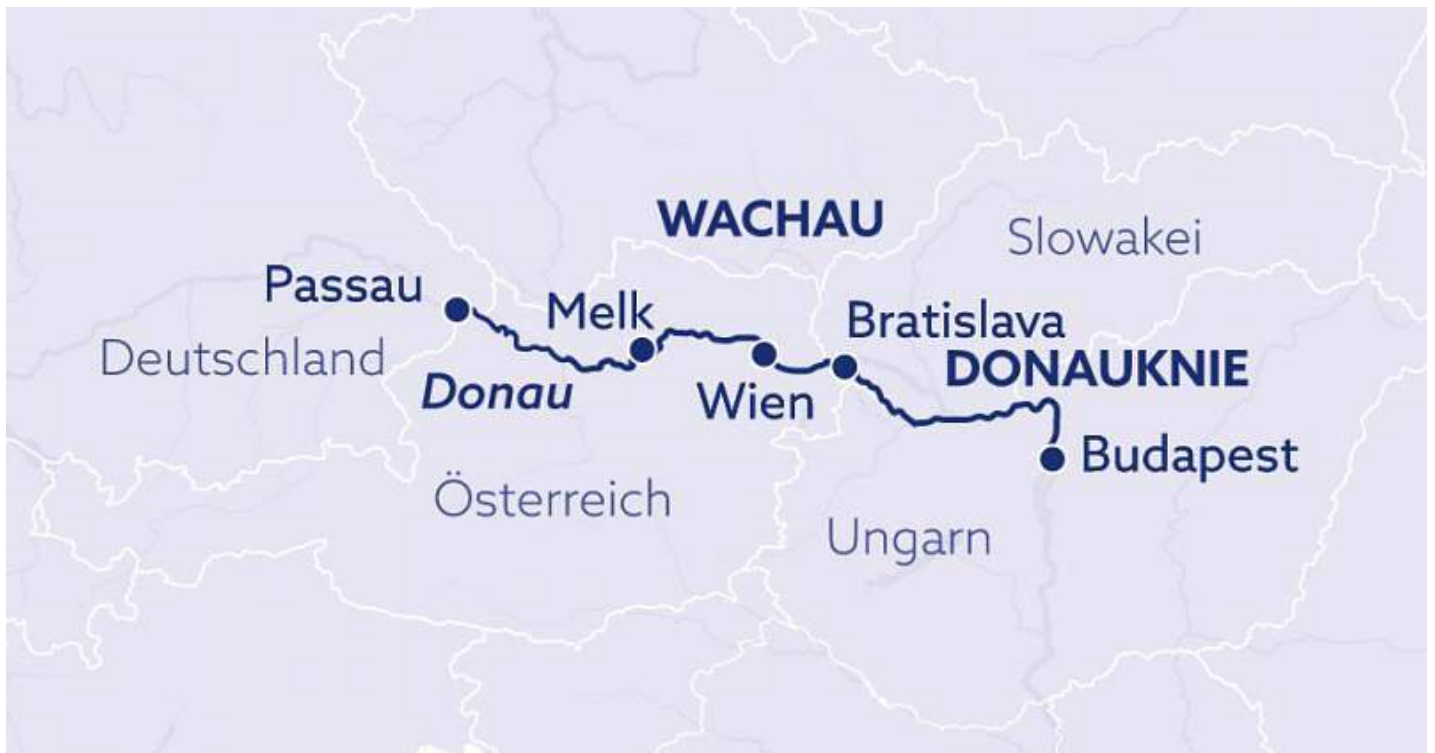 WACHAU
Slowakei
Passau
Melk
Bratislava
Deutschland
DONAUKNIE
Donau
Wien
Budapest
Österreich
Ungarn